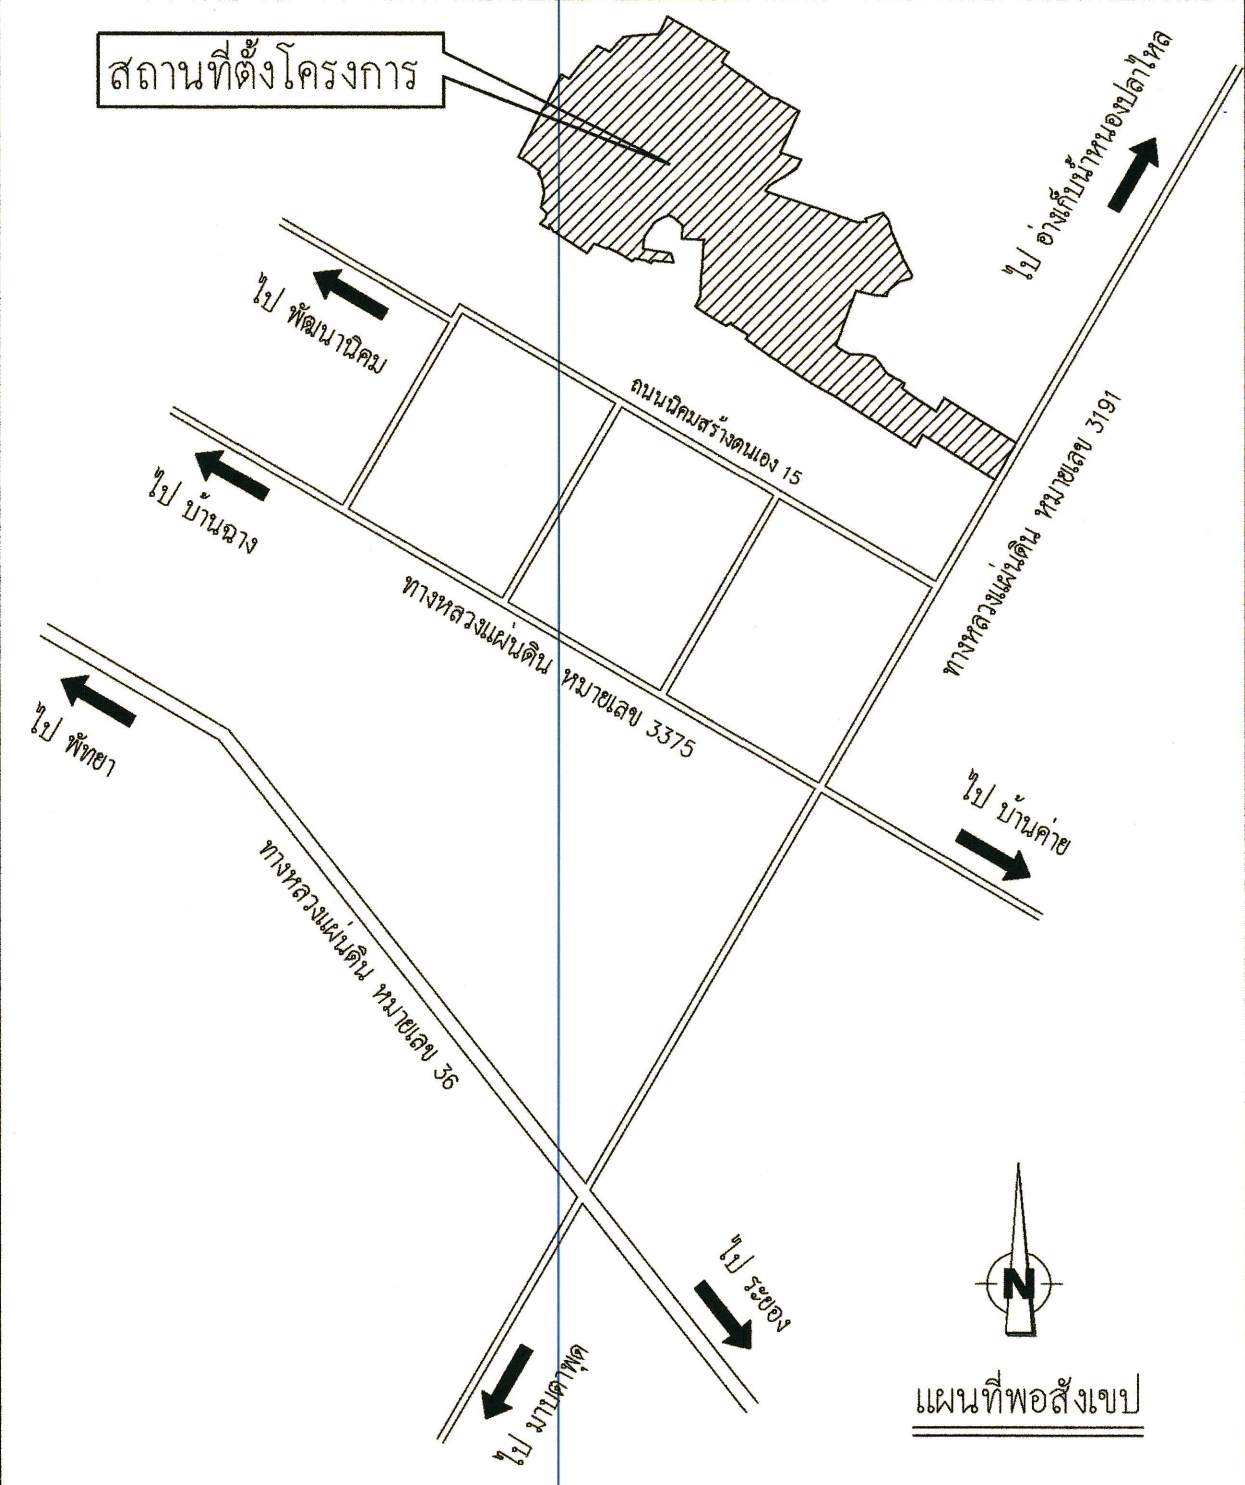 สถานที่ตั้งโครงการ
ไป อ่างเก็บน้ำหนองปลาไหล
ไป พัฒนานิคม
ถนนนิคมสร้างตนเอง 15
ทางหลวงแผ่นดิน หมายเลข 3191
ไป บ้านฉาง
ทางหลวงแผ่นดิน หมายเลข 3375
ไป พัทยา
ไป บ้านค่าย
ทางหลวงแผ่นดิน หมายเลข 36
ไป ระยอง
ไป มาบตาพุด
N
แผนที่พอสังเขป